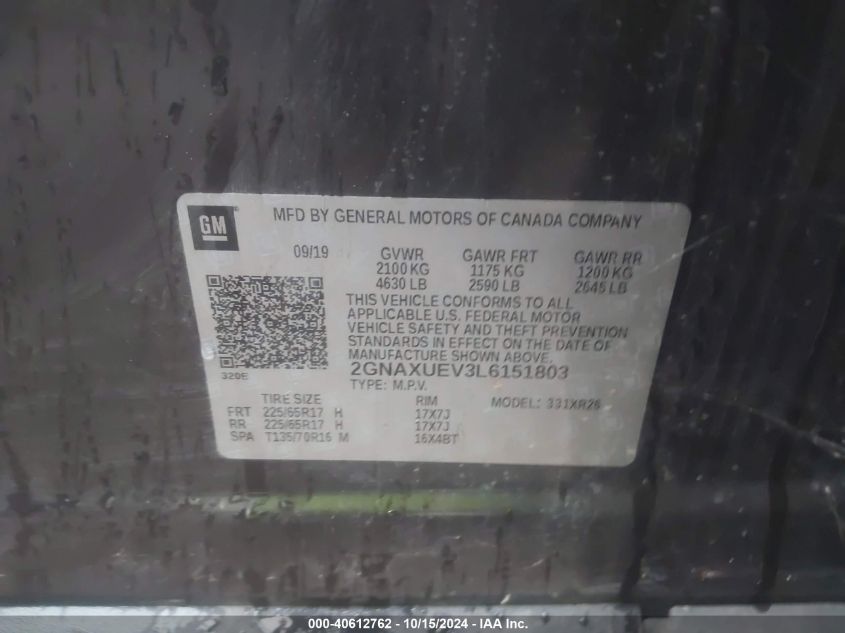 GM
MFD BY GENERAL MOTORS OF CANADA COMPANY
09/19 GVWR GAWR FRT GAWR RR
2100 KG 1175 KG 1200 KG
4630 LB 2590 LB 2645 LB
THIS VEHICLE CONFORMS TO ALL
APPLICABLE U.S. FEDERAL MOTOR
VEHICLE SAFETY AND THEFT PREVENTION
STANDARDS IN EFFECT ON THE DATE OF
MANUFACTURE SHOWN ABOVE.
320E
2GNAXUEV3L6151803
TYPE: M.P.V.
TIRE SIZE RIM MODEL: 331XR26
FRT 225/65R17 H 17X7J
RR 225/65R17 H 17X7J
SPA T135/70R16 M 16X4BT
000-40612762 - 10/15/2024 - COPYRIGHT © IAA, LLC.